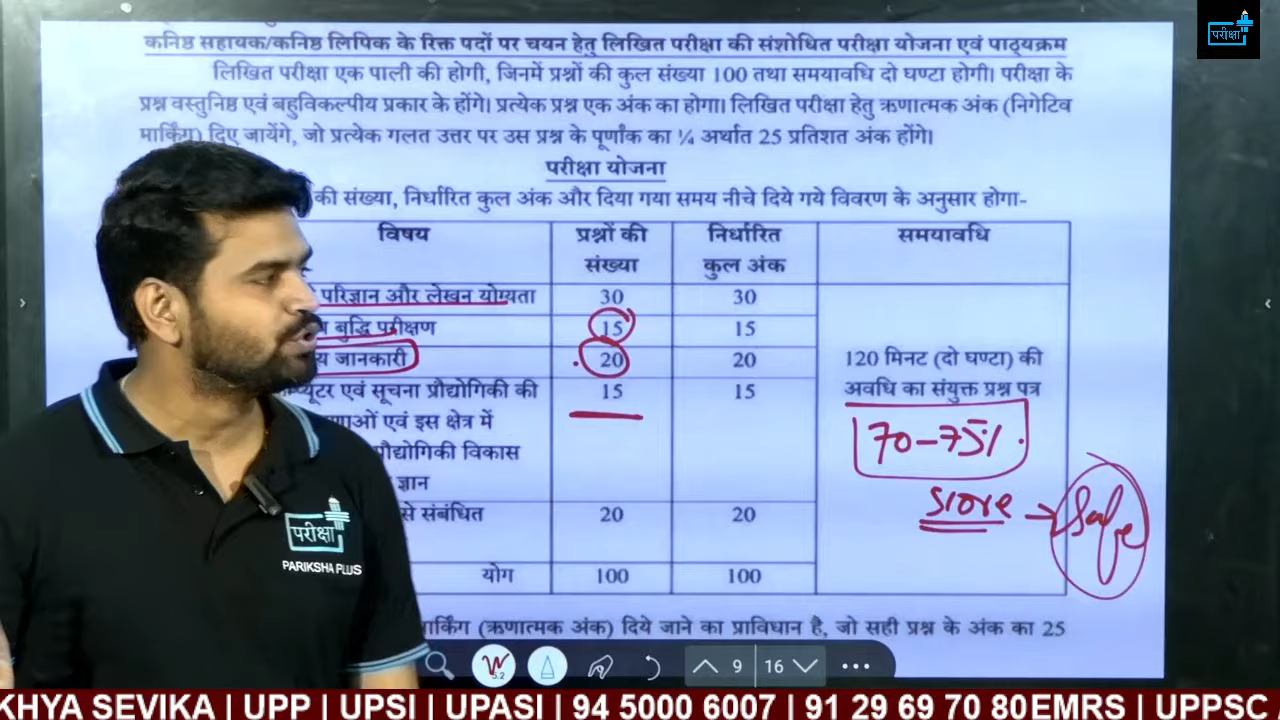 परीक्षा
कनिष्ठ सहायक/कनिष्ठ लिपिक के रिक्त पदों पर चयन हेतु लिखित परीक्षा की संशोधित परीक्षा योजना एवं पाठ्यक्रम
लिखित परीक्षा एक पाली की होगी, जिनमें प्रश्नों की कुल संख्या 100 तथा समयावधि दो घण्टा होगी। परीक्षा के
प्रश्न वस्तुनिष्ठ एवं बहुविकल्पीय प्रकार के होंगे। प्रत्येक प्रश्न एक अंक का होगा। लिखित परीक्षा हेतु ऋणात्मक अंक (निगेटिव
मार्किंग) दिए जायेंगे, जो प्रत्येक गलत उत्तर पर उस प्रश्न के पूर्णांक का ¼ अर्थात 25 प्रतिशत अंक होंगे।
परीक्षा योजना
की संख्या, निर्धारित कुल अंक और दिया गया समय नीचे दिये गये विवरण के अनुसार होगा-
विषय प्रश्नों की संख्या निर्धारित कुल अंक समयावधि
परिज्ञान और लेखन योग्यता 30 30
बुद्धि परीक्षण 15 15
जानकारी 20 20
एवं सूचना प्रौद्योगिकी की 15 15
एवं इस क्षेत्र में
प्रौद्योगिकी विकास
ज्ञान
से संबंधित 20 20
योग 100 100
120 मिनट (दो घण्टा) की
अवधि का संयुक्त प्रश्न पत्र
70-75%
Score → Safe
मार्किंग (ऋणात्मक अंक) दिये जाने का प्राविधान है, जो सही प्रश्न के अंक का 25
परीक्षा
PARIKSHA PLUS
5.2
9 16
KHYA SEVIKA | UPP | UPSI | UPASI | 94 5000 6007 | 91 29 69 70 80 EMRS | UPPSC